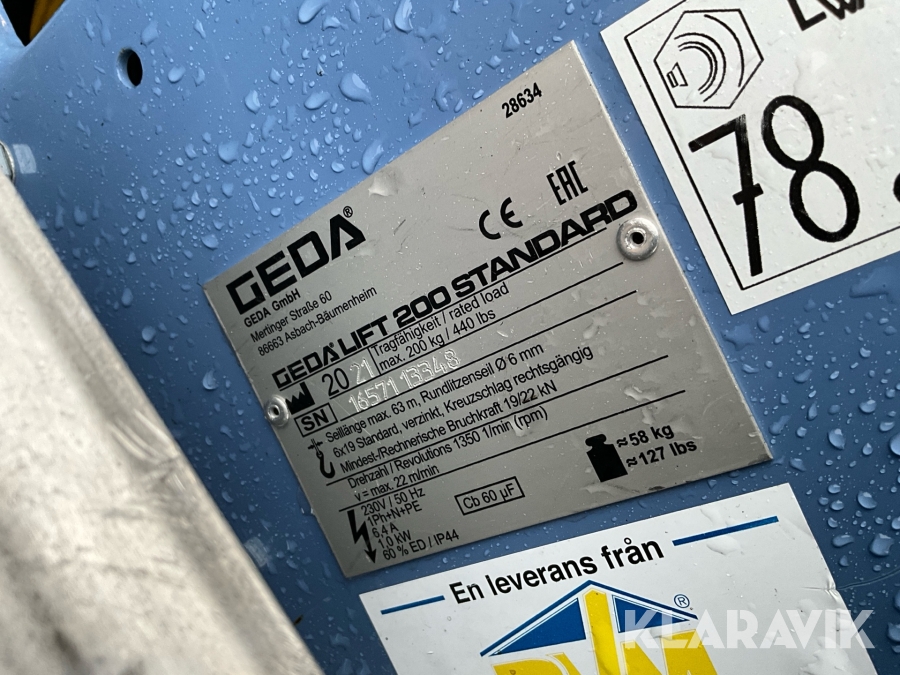 28634
CE EAC
GEDA®
GEDA GmbH
Mertinger Straße 60
86663 Asbach-Bäumenheim
GEDA® LIFT 200 STANDARD
2021
Tragfähigkeit / rated load
max. 200 kg / 440 lbs
SN 16571 13348
Seillänge max. 63 m, Rundlitzenseil Ø 6 mm
6x19 Standard, verzinkt, Kreuzschlag rechtsgängig
Mindest-/Rechnerische Bruchkraft 19/22 kN
Drehzahl / Revolutions 1350 1/min (rpm)
v = max. 22 m/min
230V / 50 Hz
1Ph+N+PE
6,4 A
1,0 kW
60 % ED / IP44
Cb 60 µF
≈ 58 kg
≈ 127 lbs
78
En leverans från
®
KLARAVIK